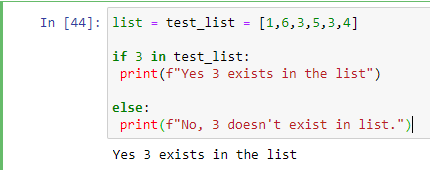 In [44]: list = test_list = [1,6,3,5,3,4]
if 3 in test_list:
 print(f"Yes 3 exists in the list")
else:
 print(f"No, 3 doesn't exist in list.")
Yes 3 exists in the list